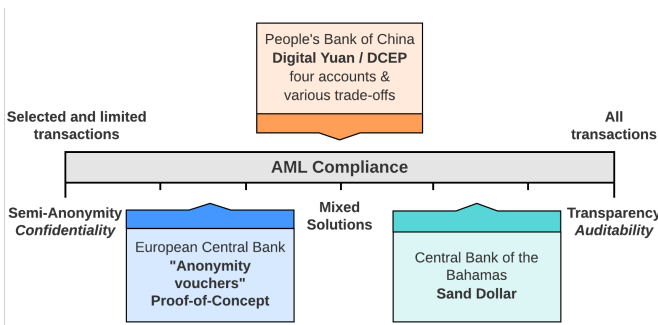 People's Bank of China
Digital Yuan / DCEP
four accounts &
various trade-offs
Selected and limited
transactions
All
transactions
AML Compliance
Semi-Anonymity
Confidentiality
Mixed
Solutions
Transparency
Auditability
European Central Bank
"Anonymity
vouchers"
Proof-of-Concept
Central Bank of the
Bahamas
Sand Dollar